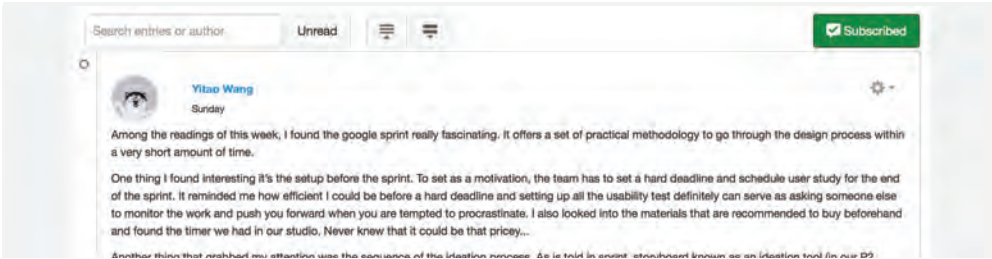 Search entries or author
Unread
Subscribed
Yitao Wang
Sunday
Among the readings of this week, I found the google sprint really fascinating. It offers a set of practical methodology to go through the design process within
a very short amount of time.
One thing I found interesting it's the setup before the sprint. To set as a motivation, the team has to set a hard deadline and schedule user study for the end
of the sprint. It reminded me how efficient I could be before a hard deadline and setting up all the usability test definitely can serve as asking someone else
to monitor the work and push you forward when you are tempted to procrastinate. I also looked into the materials that are recommended to buy beforehand
and found the timer we had in our studio. Never knew that it could be that pricey...
Another thing that grabbed my attention was the sequence of the ideation process. As is told in sprint, storyboard known as an ideation tool (in our P2